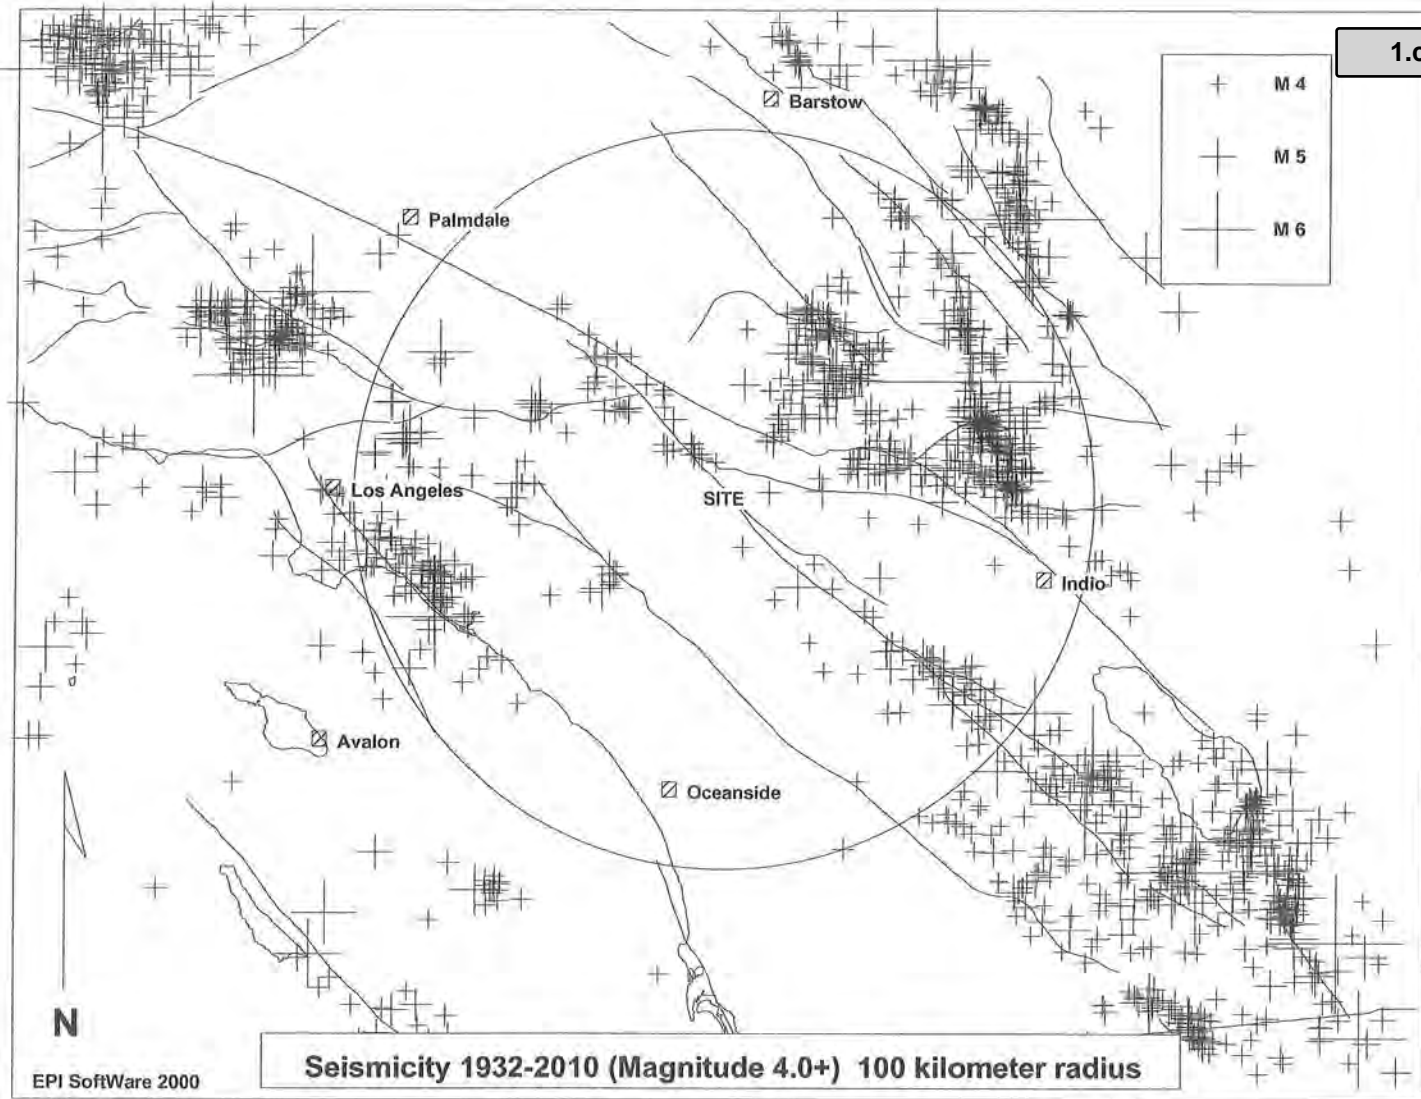 1.
M 4
Barstow
M 5
Palmdale
M 6
Los Angeles
SITE
Indio
Avalon
Oceanside
N
Seismicity 1932-2010 (Magnitude 4.0+) 100 kilometer radius
EPI SoftWare 2000